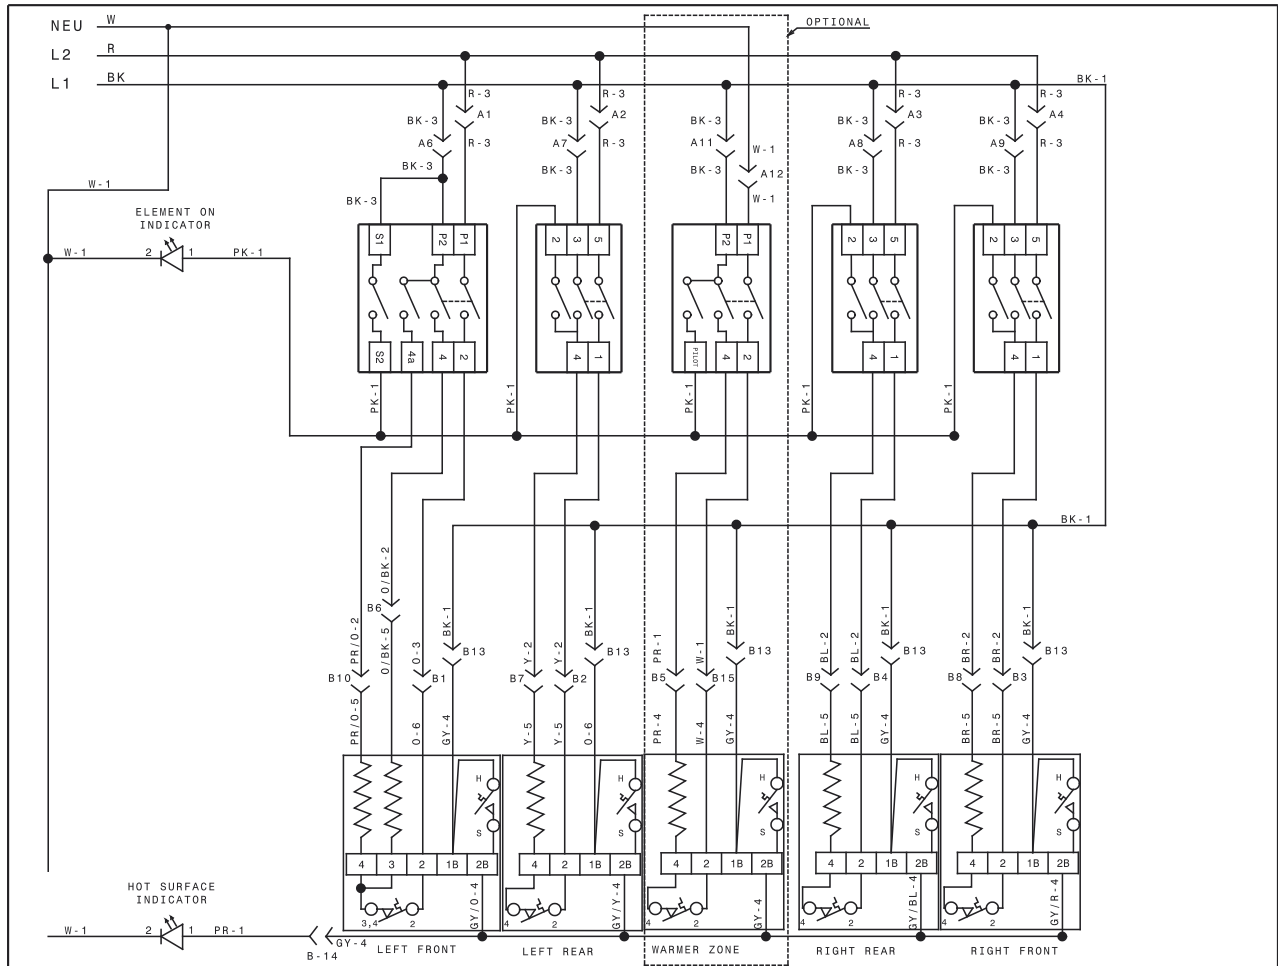 NEU W
OPTIONAL
L2 R
L1 BK
BK-1
R-3 R-3 R-3 R-3
A1 A2 A3 A4
BK-3 BK-3 BK-3 BK-3 BK-3
A6 R-3 A7 R-3 A11 A8 R-3 A9 R-3
W-1
BK-3 BK-3 BK-3 BK-3 BK-3
A12
W-1
W-1
BK-3
ELEMENT ON
INDICATOR
S1 P2 P1 2 3 5 P2 P1 2 3 5 2 3 5
W-1 2 1 PK-1
S2 4a 4 2 4 1 PILOT 4 2 4 1 4 1
PK-1 PK-1 PK-1 PK-1 PK-1
BK-1
O/BK-2
B6
PR/O-2 O/BK-5 O-3 BK-1 Y-2 Y-2 BK-1 PR-1 W-1 BK-1 BL-2 BL-2 BK-1 BR-2 BR-2 BK-1
B13 B13 B13 B13 B13
B10 B1 B7 B2 B5 B15 B9 B4 B8 B3
PR/O-5 O-6 GY-4 Y-5 Y-5 O-6 PR-4 W-4 GY-4 BL-5 BL-5 GY-4 BR-5 BR-5 GY-4
H H H H H
S S S S S
4 3 2 1B 2B 4 2 1B 2B 4 2 1B 2B 4 2 1B 2B 4 2 1B 2B
HOT SURFACE
INDICATOR
GY/O-4 GY/Y-4 GY-4 GY/BL-4 GY/R-4
3,4 2 4 2 4 2 4 2 4 2
W-1 2 1 PR-1
GY-4
B-14
LEFT FRONT LEFT REAR WARMER ZONE RIGHT REAR RIGHT FRONT